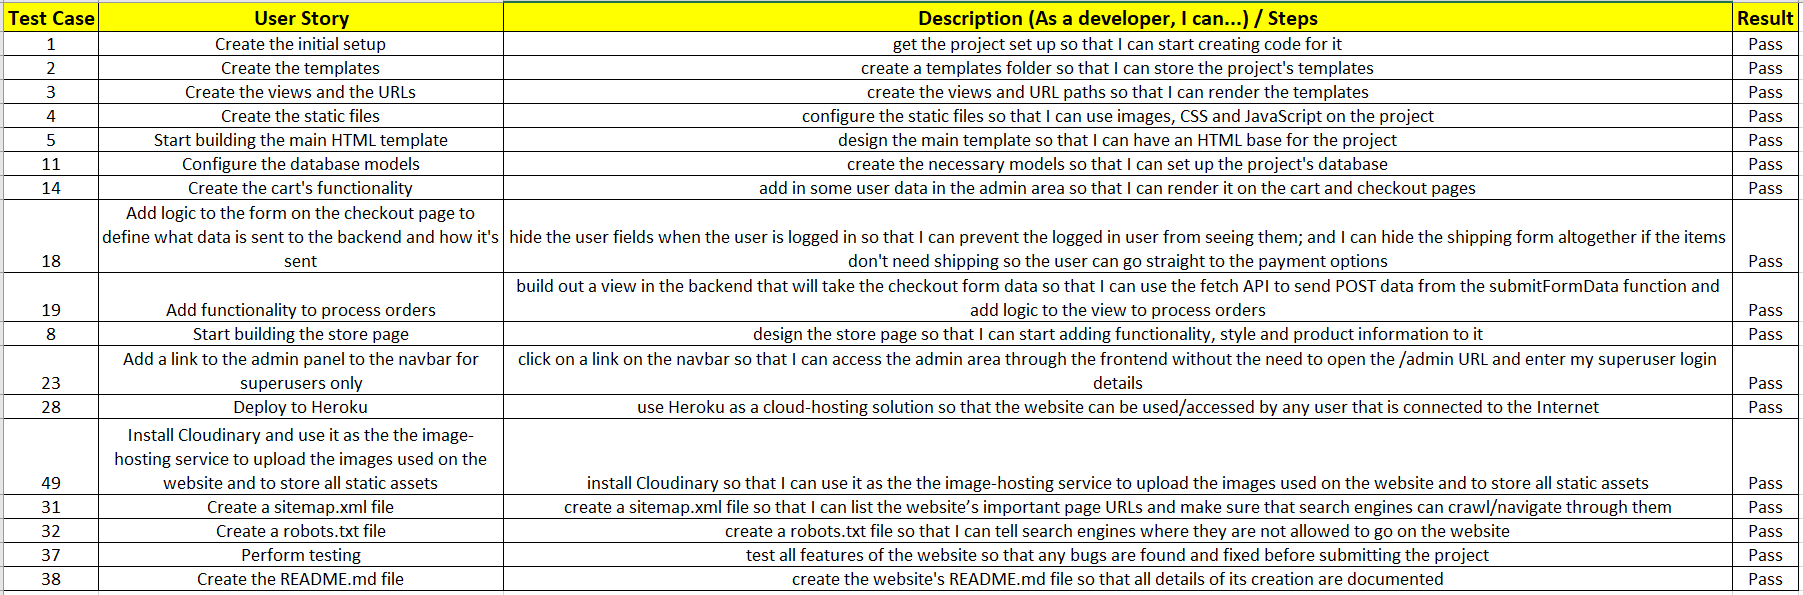 Test Case User Story Description (As a developer, I can...) / Steps Result
1 Create the initial setup get the project set up so that I can start creating code for it Pass
2 Create the templates create a templates folder so that I can store the project's templates Pass
3 Create the views and the URLs create the views and URL paths so that I can render the templates Pass
4 Create the static files configure the static files so that I can use images, CSS and JavaScript on the project Pass
5 Start building the main HTML template design the main template so that I can have an HTML base for the project Pass
11 Configure the database models create the necessary models so that I can set up the project's database Pass
14 Create the cart's functionality add in some user data in the admin area so that I can render it on the cart and checkout pages Pass
Add logic to the form on the checkout page to
define what data is sent to the backend and how it's hide the user fields when the user is logged in so that I can prevent the logged in user from seeing them; and I can hide the shipping form altogether if the items
18 sent don't need shipping so the user can go straight to the payment options Pass
build out a view in the backend that will take the checkout form data so that I can use the fetch API to send POST data from the submitFormData function and
19 Add functionality to process orders add logic to the view to process orders Pass
8 Start building the store page design the store page so that I can start adding functionality, style and product information to it Pass
Add a link to the admin panel to the navbar for click on a link on the navbar so that I can access the admin area through the frontend without the need to open the /admin URL and enter my superuser login
23 superusers only details Pass
28 Deploy to Heroku use Heroku as a cloud-hosting solution so that the website can be used/accessed by any user that is connected to the Internet Pass
Install Cloudinary and use it as the the image-
hosting service to upload the images used on the
49 website and to store all static assets install Cloudinary so that I can use it as the the image-hosting service to upload the images used on the website and to store all static assets Pass
31 Create a sitemap.xml file create a sitemap.xml file so that I can list the website’s important page URLs and make sure that search engines can crawl/navigate through them Pass
32 Create a robots.txt file create a robots.txt file so that I can tell search engines where they are not allowed to go on the website Pass
37 Perform testing test all features of the website so that any bugs are found and fixed before submitting the project Pass
38 Create the README.md file create the website's README.md file so that all details of its creation are documented Pass